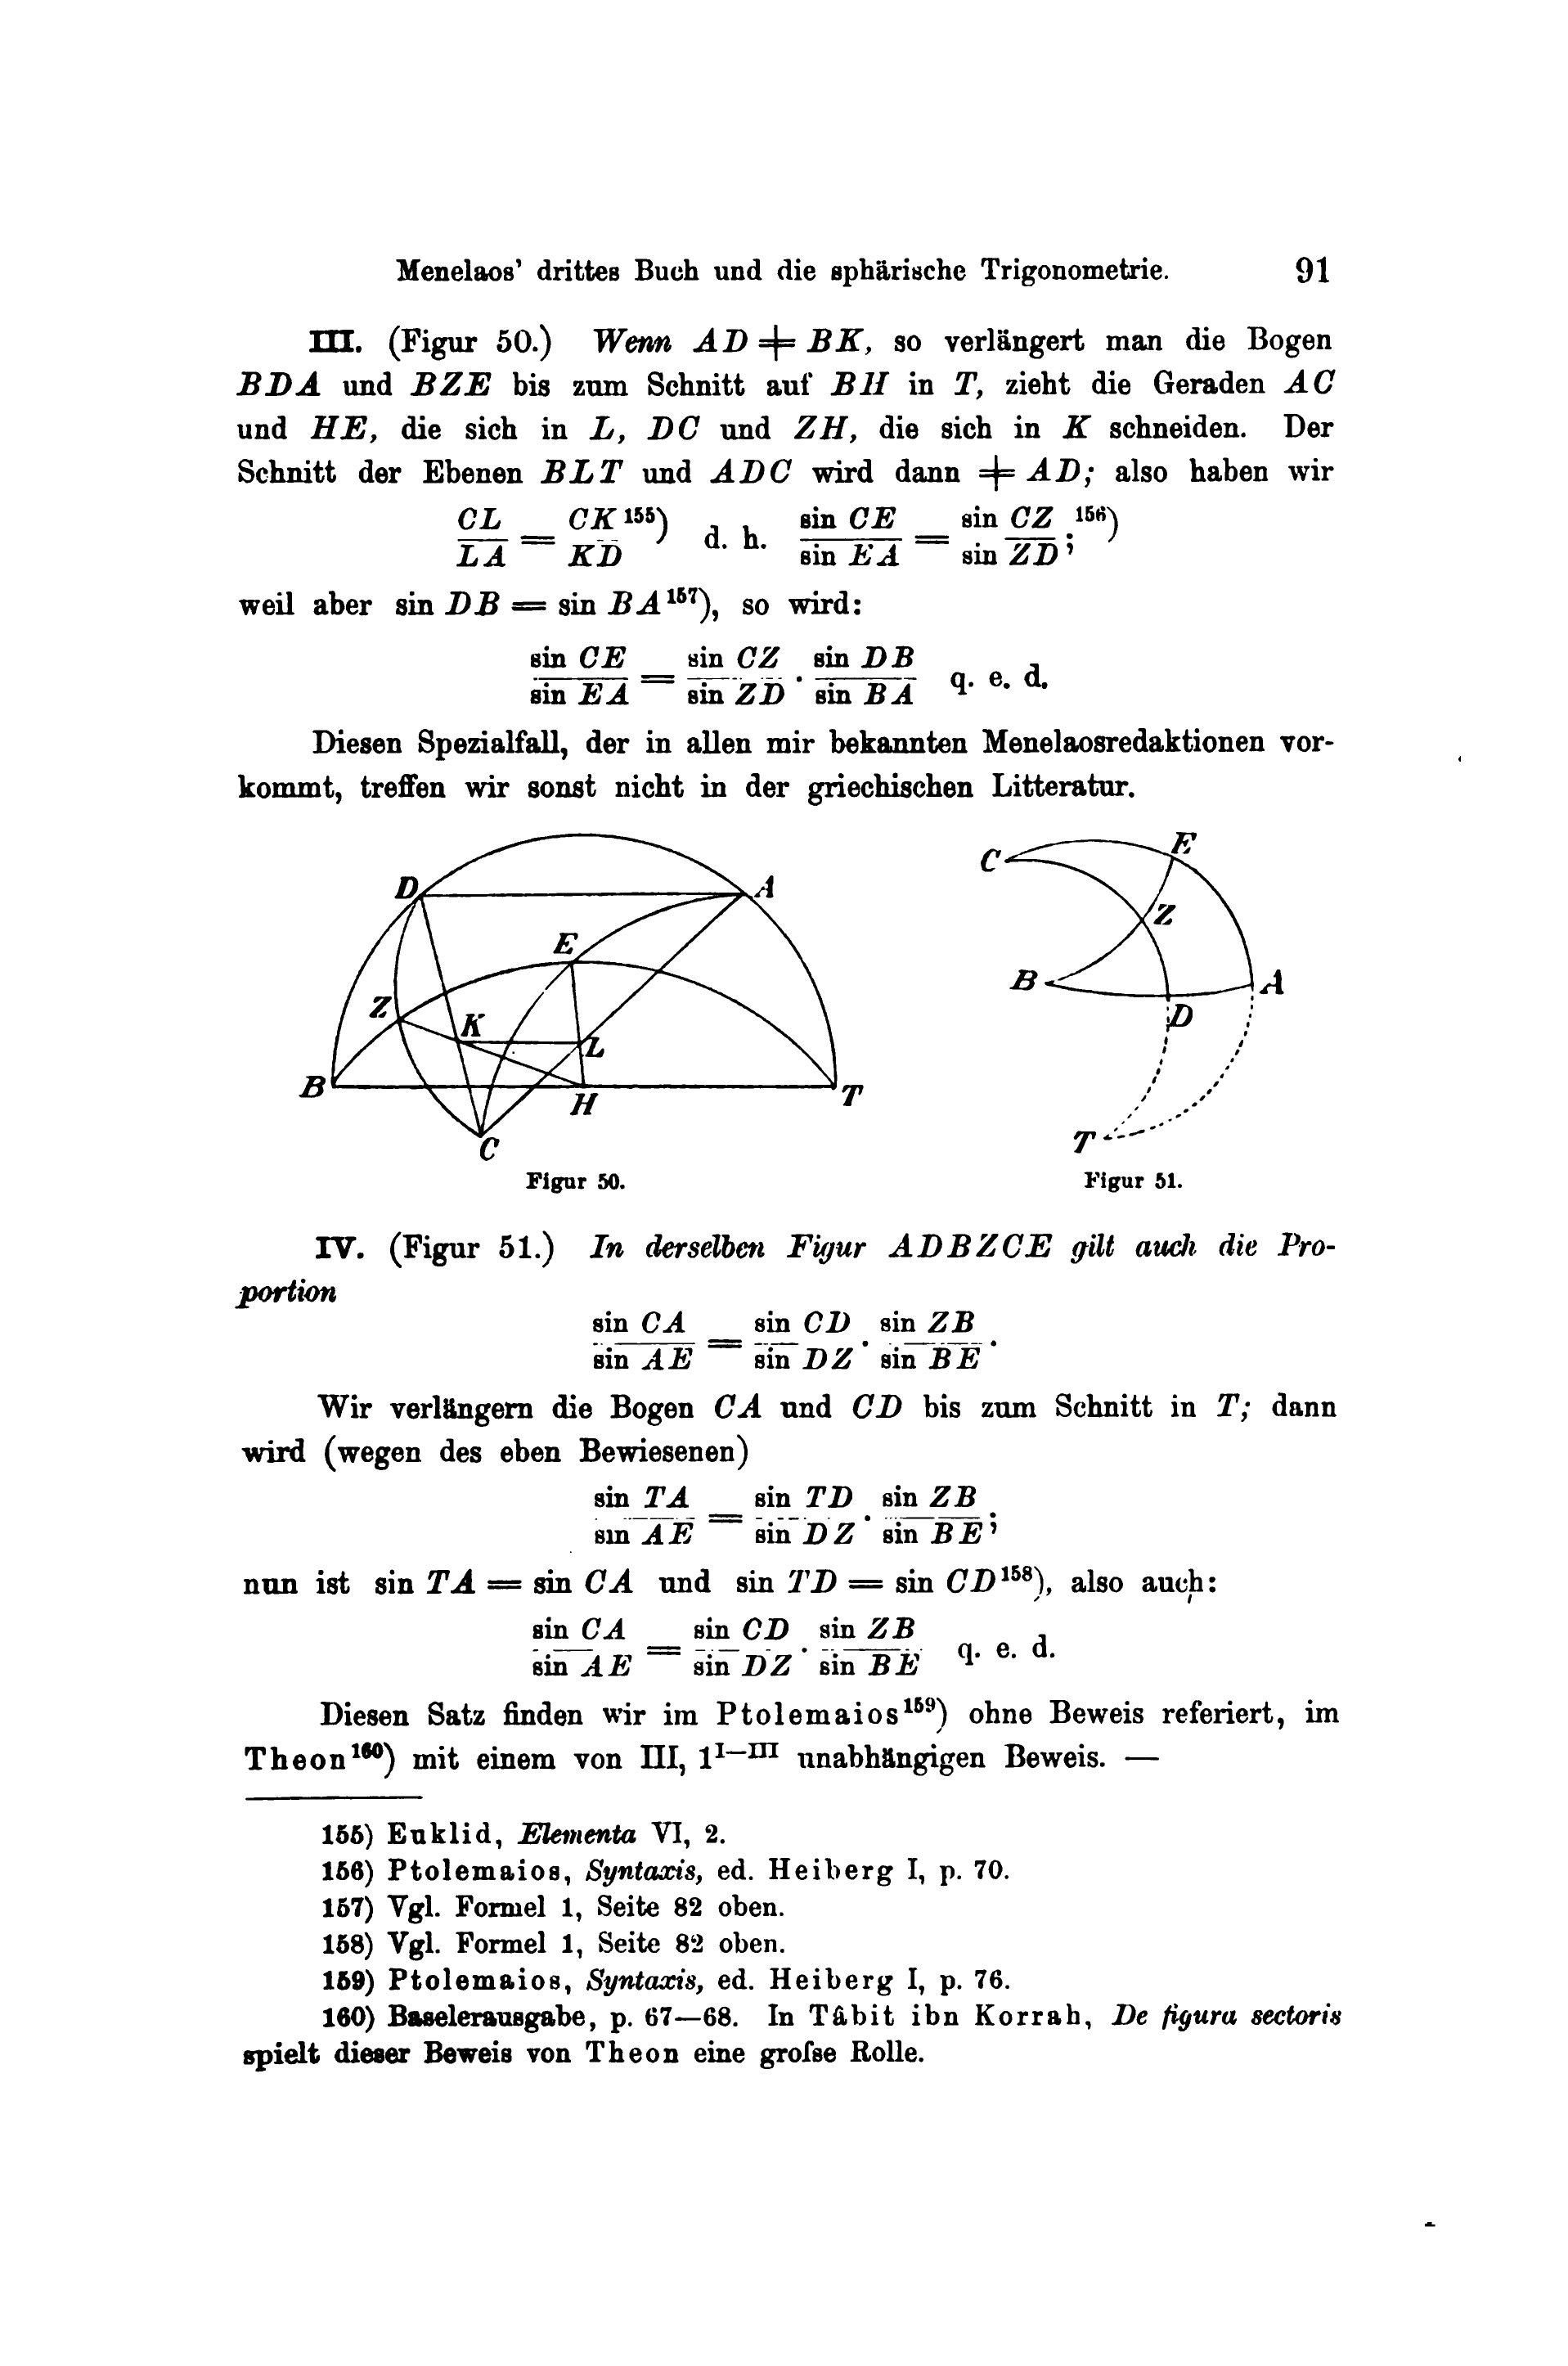 Menelaos’ drittes Buch und die sphärische Trigonometrie. 91
III. (Figur 50.) Wenn AD ⋕ BK, so verlängert man die Bogen
BDA und BZE bis zum Schnitt auf BH in T, zieht die Geraden AC
und HE, die sich in L, DC und ZH, die sich in K schneiden. Der
Schnitt der Ebenen BLT und ADC wird dann ⋕ AD; also haben wir
CL/LA = CK/KD ¹⁵⁵) d. h. sin CE/sin EA = sin CZ/sin ZD; ¹⁵⁶)
weil aber sin DB = sin BA¹⁵⁷), so wird:
sin CE/sin EA = sin CZ/sin ZD · sin DB/sin BA q. e. d.
Diesen Spezialfall, der in allen mir bekannten Menelaosredaktionen vor-
kommt, treffen wir sonst nicht in der griechischen Litteratur.
D A E Z K L B H T C
Figur 50.
C E Z B A D T
Figur 51.
IV. (Figur 51.) In derselben Figur ADBZCE gilt auch die Pro-
portion
sin CA/sin AE = sin CD/sin DZ · sin ZB/sin BE.
Wir verlängern die Bogen CA und CD bis zum Schnitt in T; dann
wird (wegen des eben Bewiesenen)
sin TA/sin AE = sin TD/sin DZ · sin ZB/sin BE;
nun ist sin TA = sin CA und sin TD = sin CD¹⁵⁸), also auch:
sin CA/sin AE = sin CD/sin DZ · sin ZB/sin BE q. e. d.
Diesen Satz finden wir im Ptolemaios¹⁵⁹) ohne Beweis referiert, im
Theon¹⁶⁰) mit einem von III, 1ᴵ⁻ᴵᴵᴵ unabhängigen Beweis. —
155) Euklid, Elementa VI, 2.
156) Ptolemaios, Syntaxis, ed. Heiberg I, p. 70.
157) Vgl. Formel 1, Seite 82 oben.
158) Vgl. Formel 1, Seite 82 oben.
159) Ptolemaios, Syntaxis, ed. Heiberg I, p. 76.
160) Baselerausgabe, p. 67—68. In Tâbit ibn Korrah, De figura sectoris
spielt dieser Beweis von Theon eine grofse Rolle.